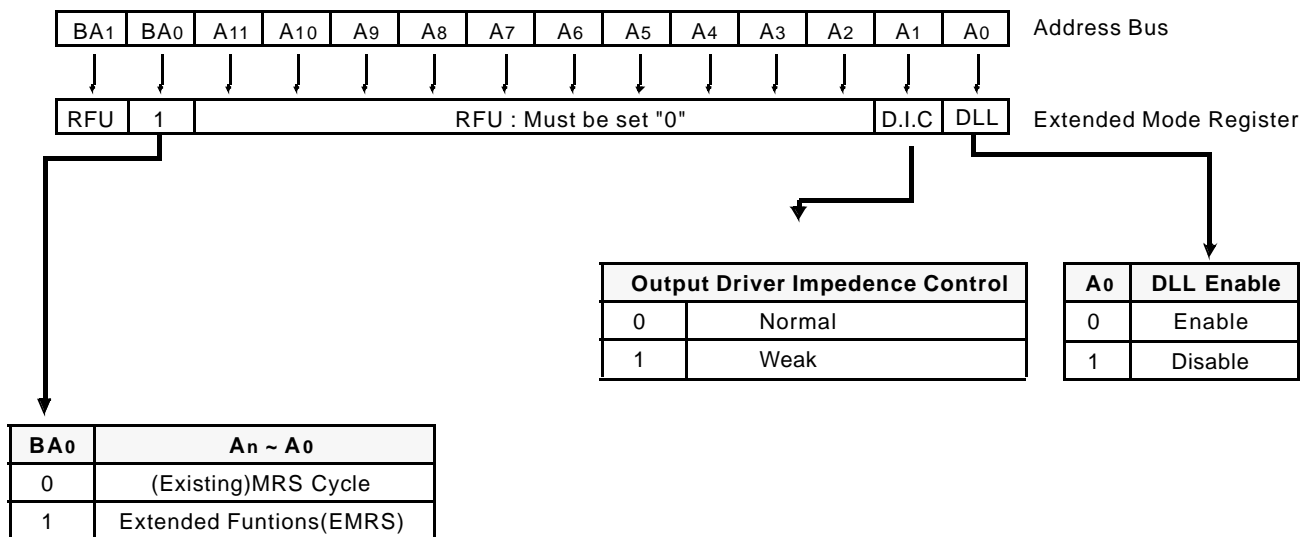 BA1 BA0 A11 A10 A9 A8 A7 A6 A5 A4 A3 A2 A1 A0 Address Bus
RFU 1 RFU : Must be set "0" D.I.C DLL Extended Mode Register
Output Driver Impedence Control
0 Normal
1 Weak
A0 DLL Enable
0 Enable
1 Disable
BA0 An ~ A0
0 (Existing)MRS Cycle
1 Extended Funtions(EMRS)